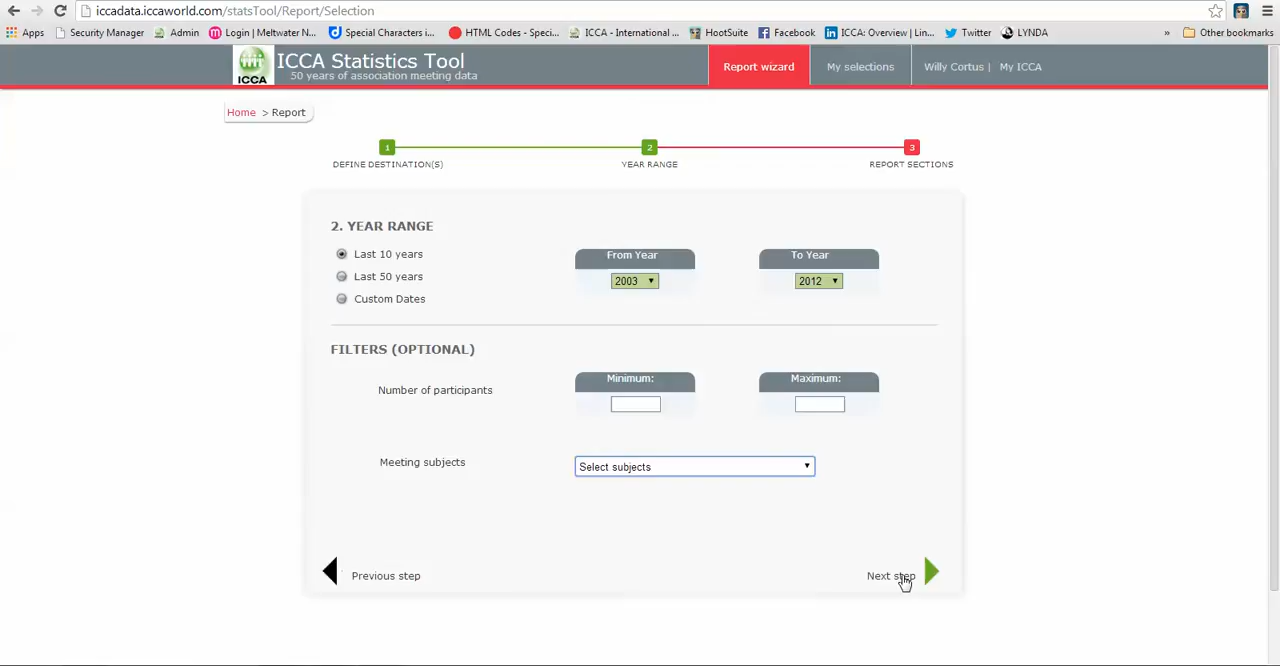 iccadata.iccaworld.com/statsTool/Report/Selection
Apps Security Manager Admin Login | Meltwater N... Special Characters i... HTML Codes - Speci... ICCA - International ... HootSuite Facebook ICCA: Overview | Lin... Twitter LYNDA » Other bookmarks
ICCA
ICCA Statistics Tool
50 years of association meeting data
Report wizard My selections Willy Cortus | My ICCA
Home > Report
1 2 3
DEFINE DESTINATION(S) YEAR RANGE REPORT SECTIONS
2. YEAR RANGE
Last 10 years From Year To Year
Last 50 years 2003 2012
Custom Dates
FILTERS (OPTIONAL)
Number of participants Minimum: Maximum:
Meeting subjects Select subjects
Previous step Next step